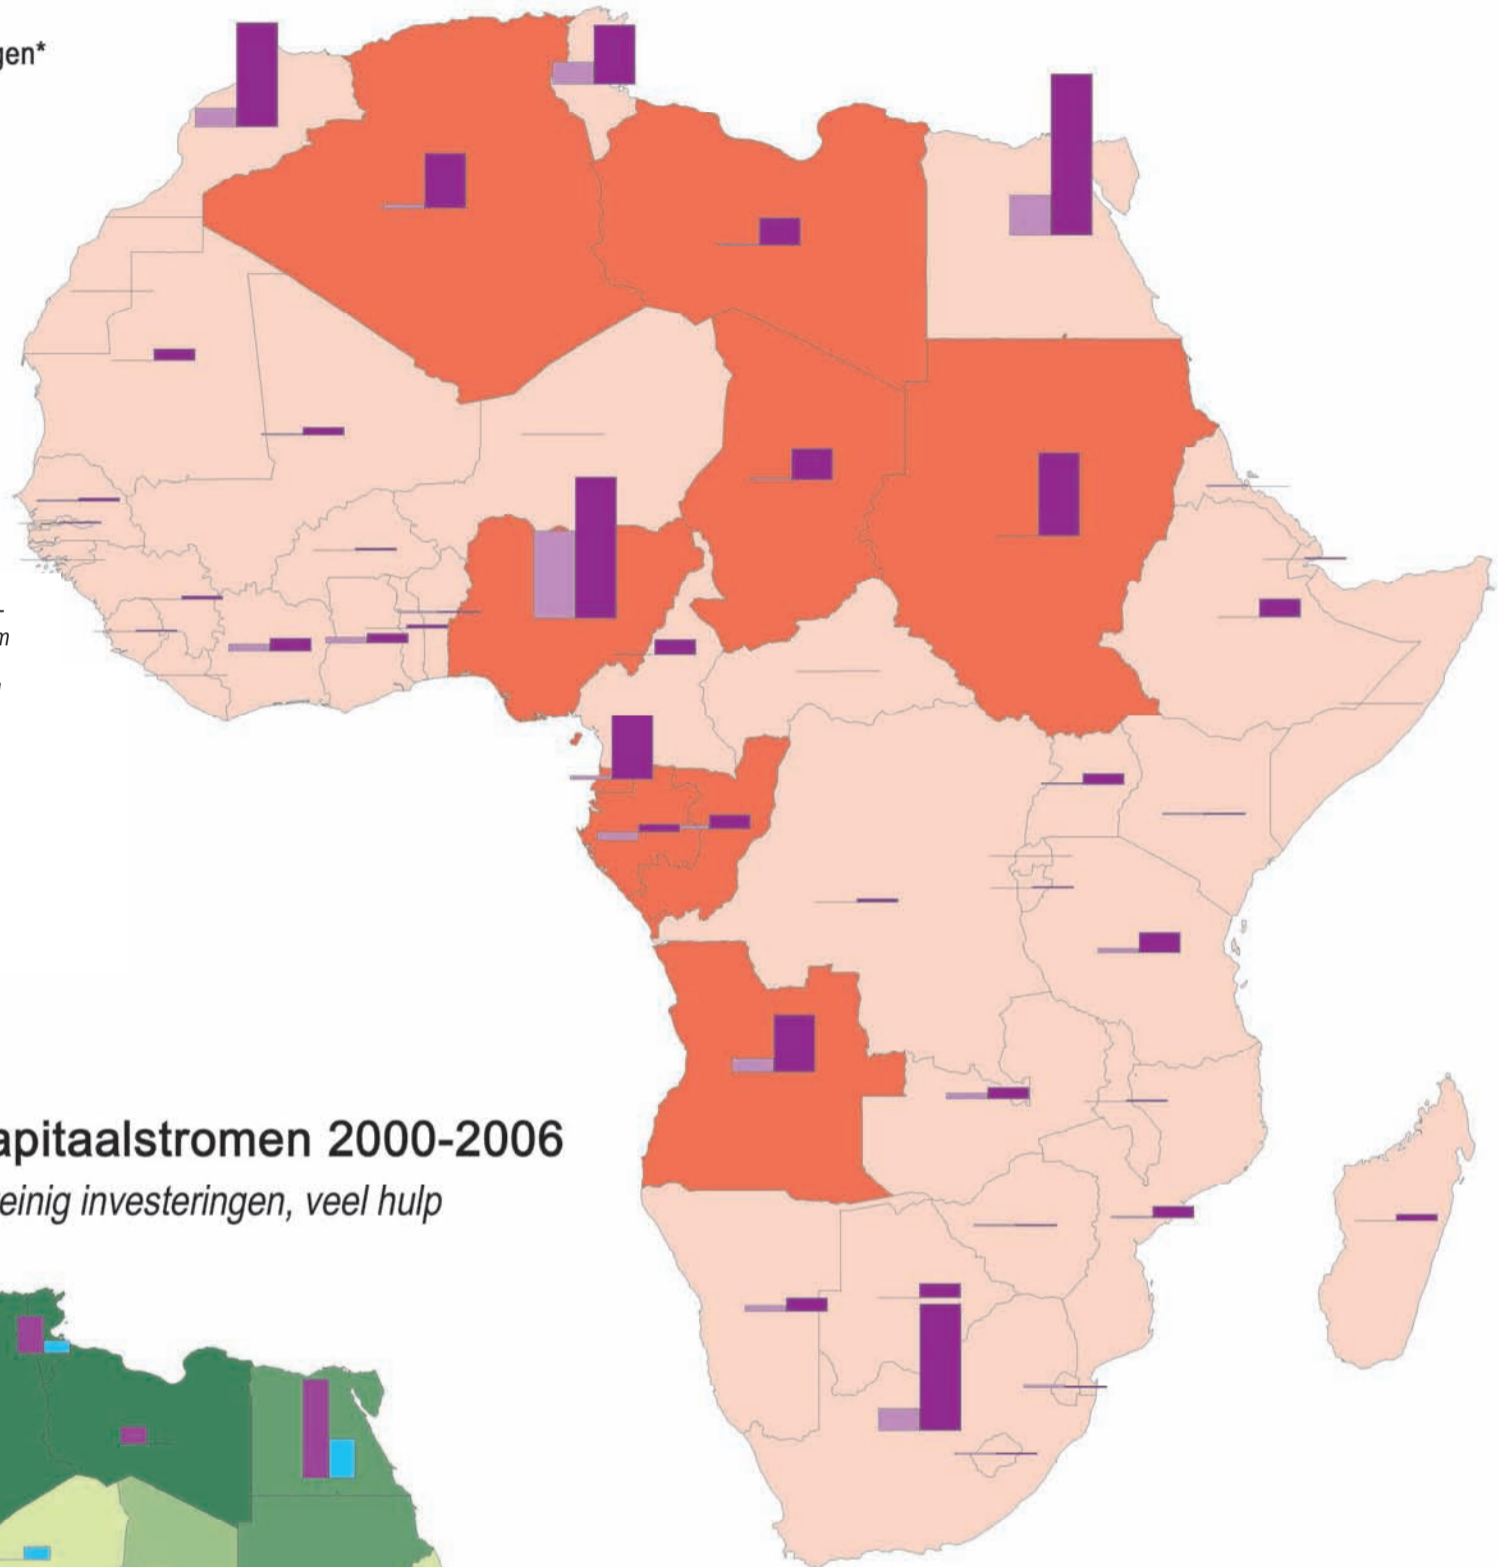 gen*
m
apitaalstromen 2000-2006
einig investeringen, veel hulp